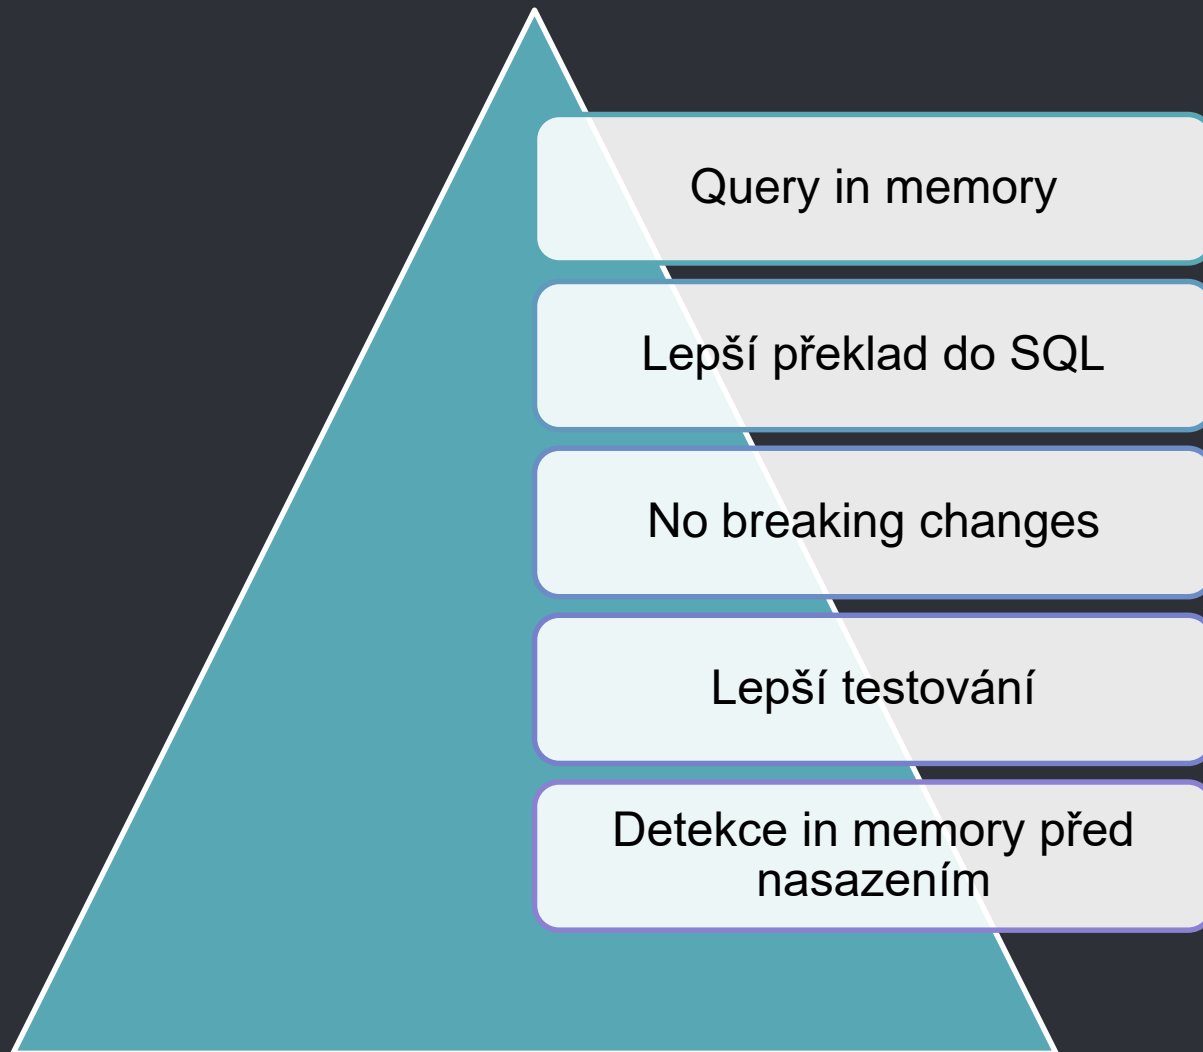 Query in memory
Lepší překlad do SQL
No breaking changes
Lepší testování
Detekce in memory před
nasazením